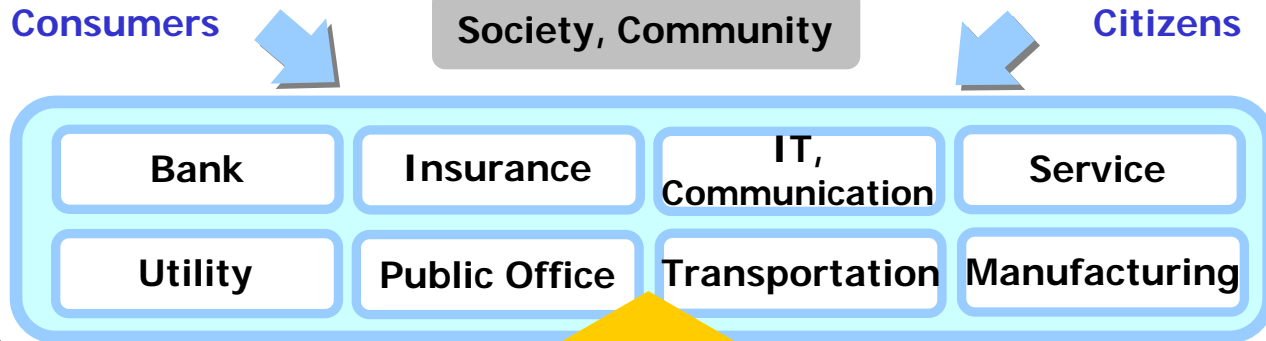 Consumers
Society, Community
Citizens
Bank
Insurance
IT,
Communication
Service
Utility
Public Office
Transportation
Manufacturing